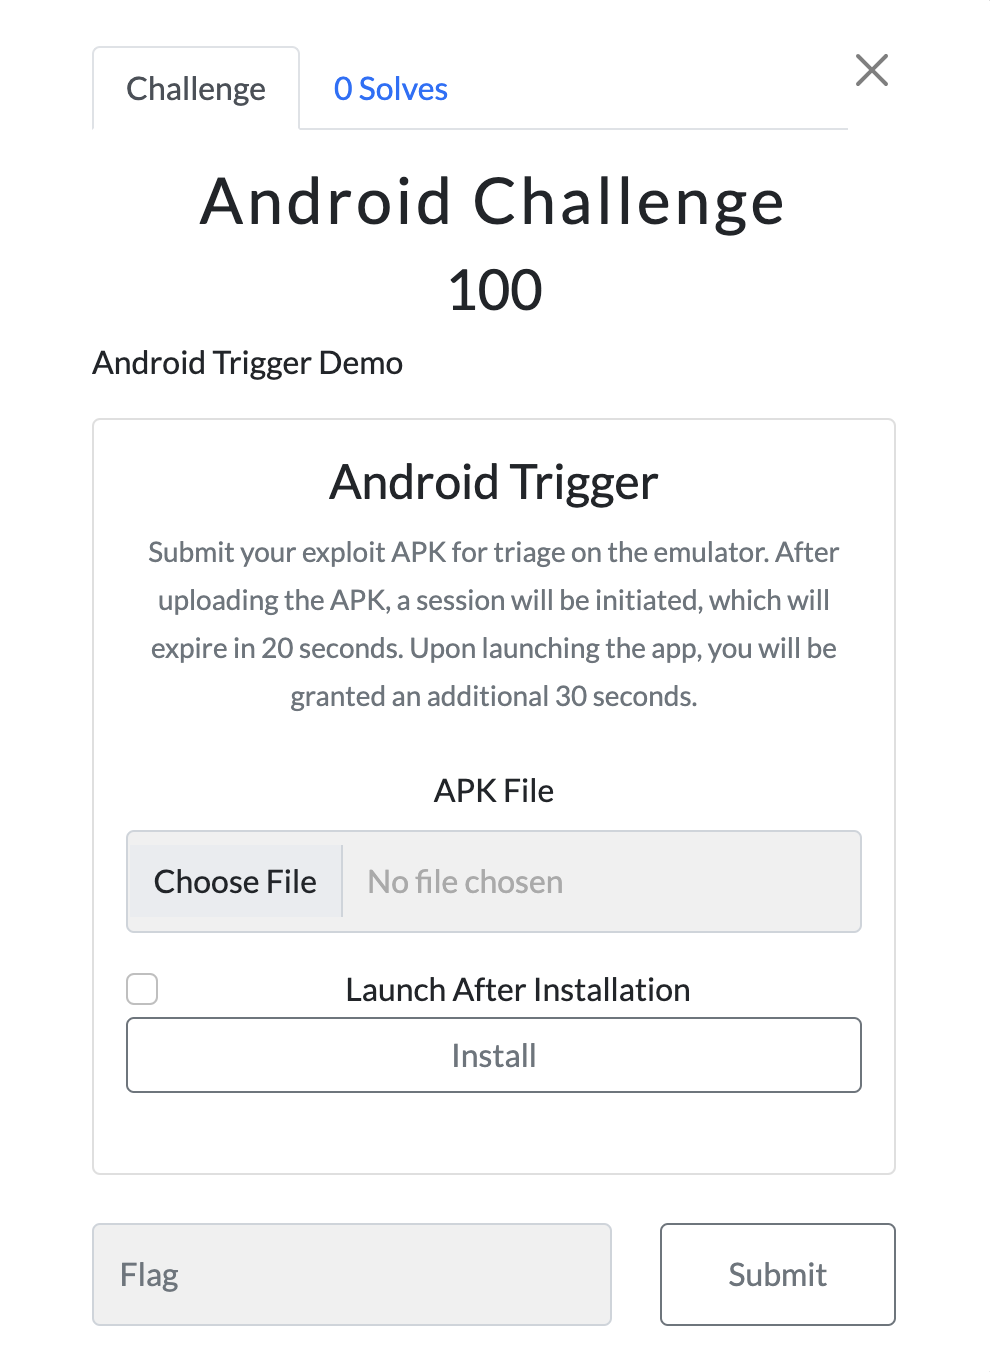 Challenge
0 Solves
Android Challenge
100
Android Trigger Demo
Android Trigger
Submit your exploit APK for triage on the emulator. After
uploading the APK, a session will be initiated, which will
expire in 20 seconds. Upon launching the app, you will be
granted an additional 30 seconds.
APK File
Choose File No file chosen
Launch After Installation
Install
Flag
Submit